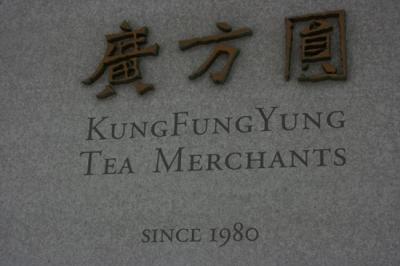 廣方圓
KUNGFUNGYUNG
TEA MERCHANTS
SINCE 1980